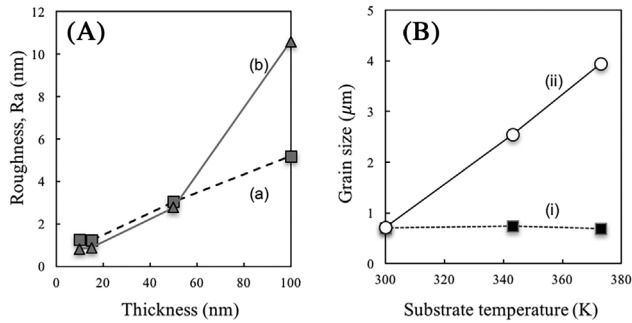 (A)
12
10
8
6
4
2
0
Roughness, Ra (nm)
(b)
(a)
0 20 40 60 80 100
Thickness (nm)
(B)
5
4
3
2
1
0
Grain size (μm)
(ii)
(i)
300 320 340 360 380 400
Substrate temperature (K)